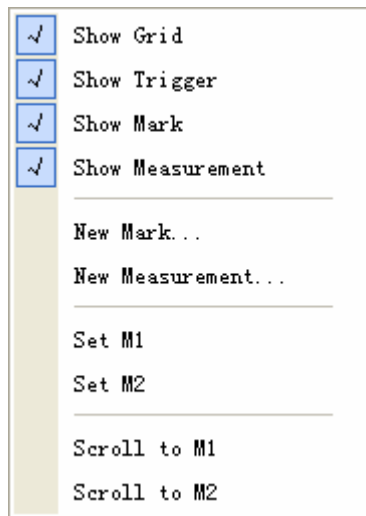 Show Grid
Show Trigger
Show Mark
Show Measurement
New Mark...
New Measurement...
Set M1
Set M2
Scroll to M1
Scroll to M2